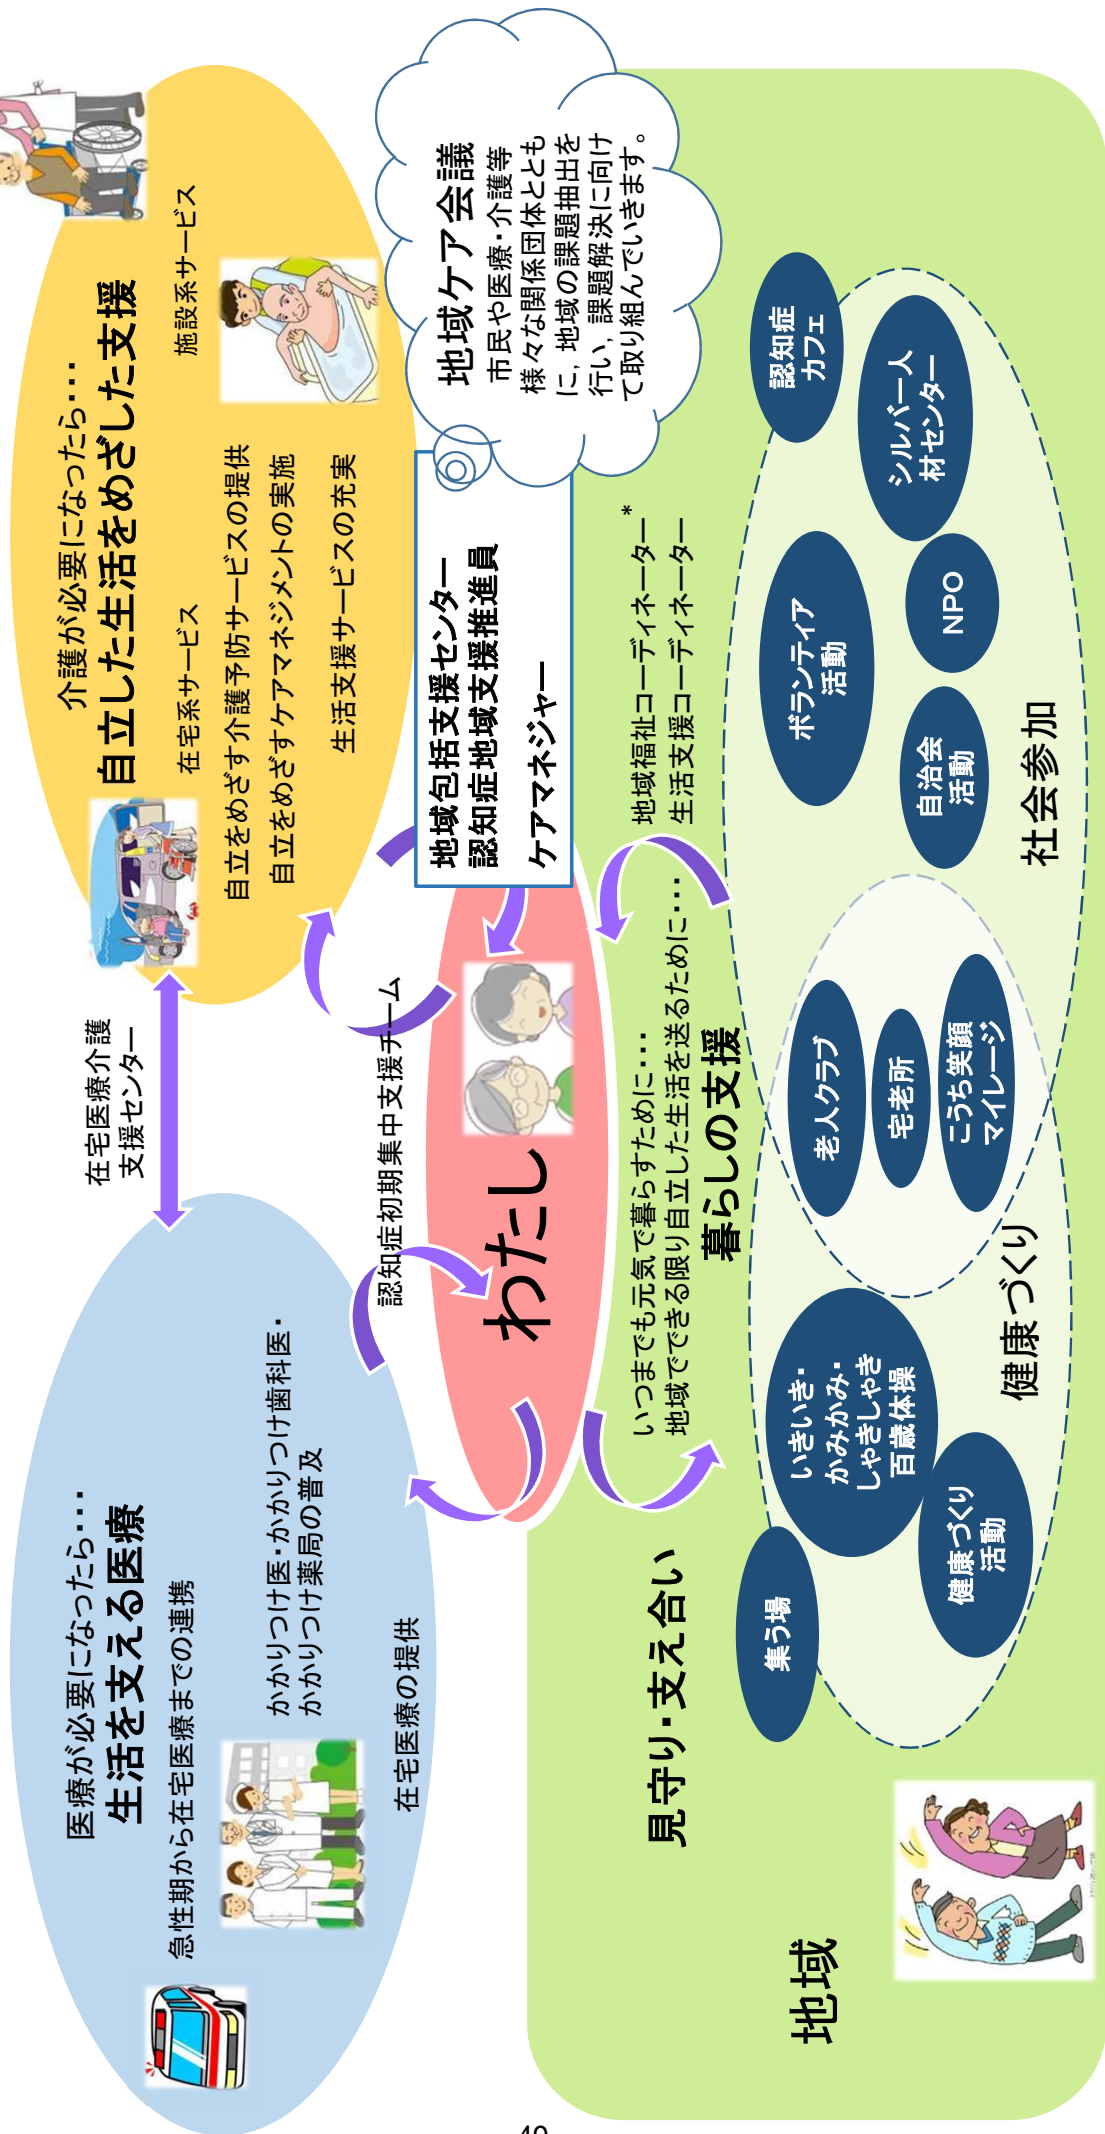 医療が必要になったら・・・
生活を支える医療
急性期から在宅医療までの連携
かかりつけ医・かかりつけ歯科医・
かかりつけ薬局の普及
在宅医療の提供
在宅医療介護
支援センター
介護が必要になったら・・・
自立した生活をめざした支援
在宅系サービス
施設系サービス
自立をめざす介護予防サービスの提供
自立をめざすケアマネジメントの実施
生活支援サービスの充実
認知症初期集中支援チーム
わたし
地域包括支援センター
認知症地域支援推進員
ケアマネジャー
地域ケア会議
市民や医療・介護等
様々な関係団体ととも
に，地域の課題抽出を
行い，課題解決に向け
て取り組んでいきます。
いつまでも元気で暮らすために・・・
地域でできる限り自立した生活を送るために・・・
暮らしの支援
地域福祉コーディネーター*
生活支援コーディネーター
見守り・支え合い
地域
集う場
いきいき・
かみかみ・
しゃきしゃき
百歳体操
健康づくり
活動
健康づくり
老人クラブ
宅老所
こうち笑顔
マイレージ
ボランティア
活動
自治会
活動
NPO
認知症
カフェ
シルバー人
材センター
社会参加